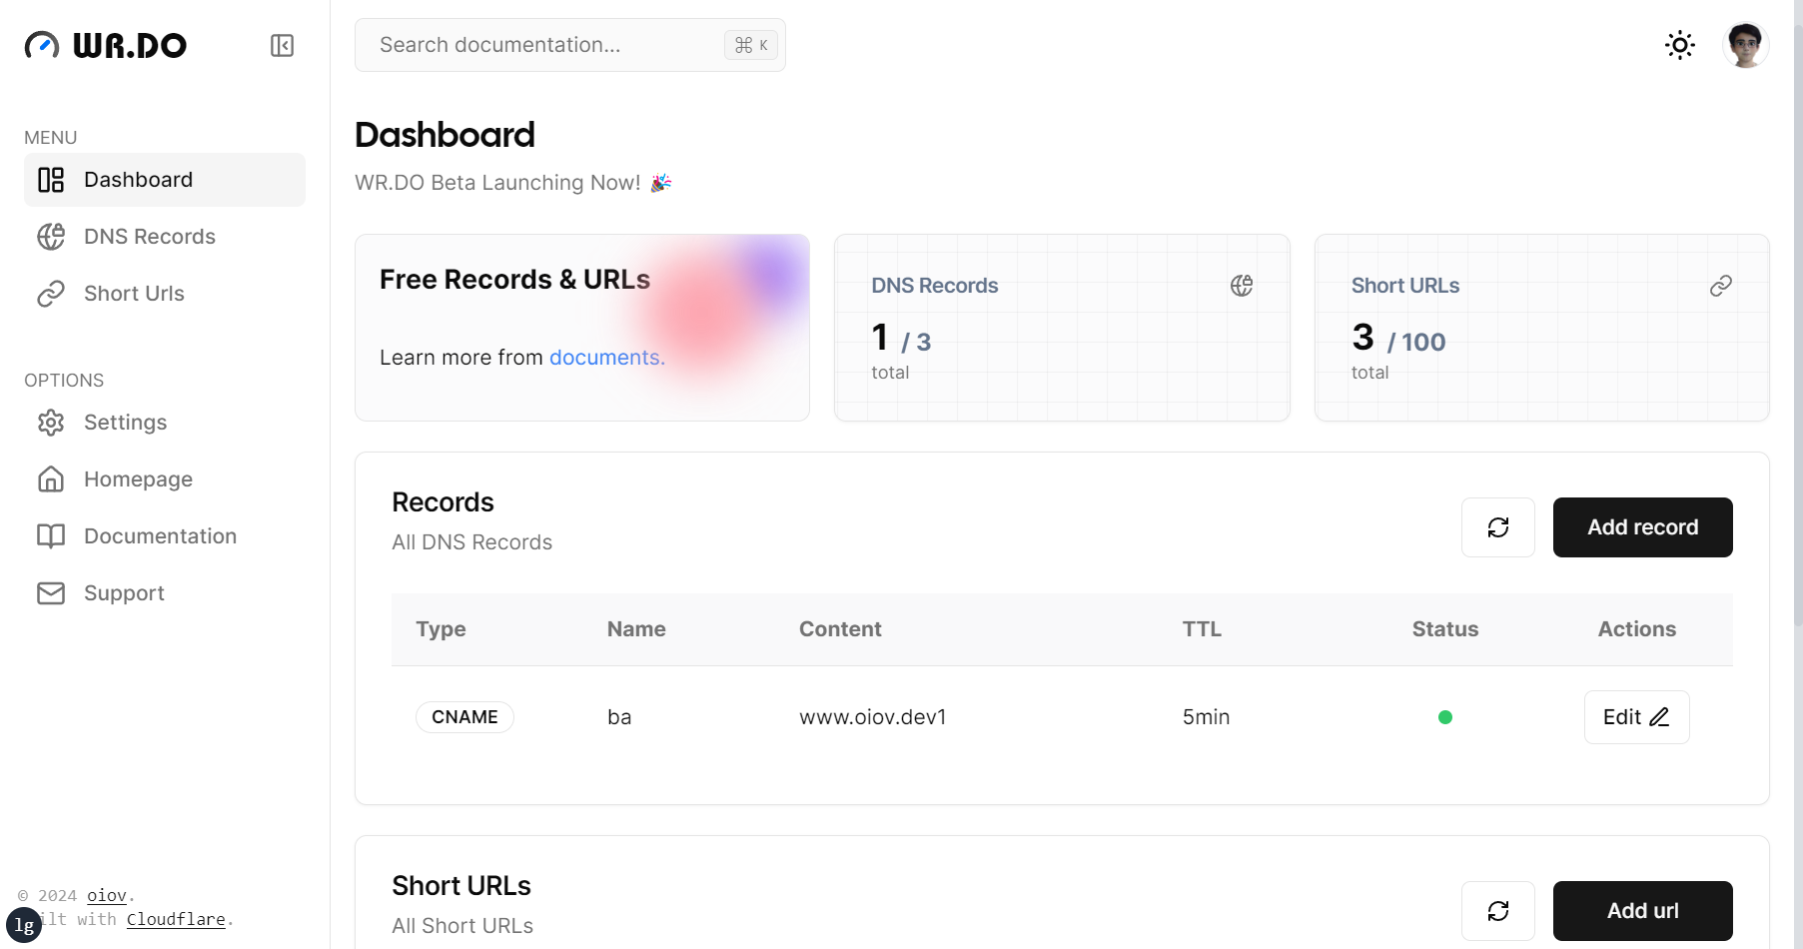 WR.DO
Search documentation...
⌘ K
MENU
Dashboard
DNS Records
Short Urls
OPTIONS
Settings
Homepage
Documentation
Support
© 2024 oiov.
ilt with Cloudflare.
lg
Dashboard
WR.DO Beta Launching Now! 🎉
Free Records & URLs
Learn more from documents.
DNS Records
1 / 3
total
Short URLs
3 / 100
total
Records
All DNS Records
Add record
Type Name Content TTL Status Actions
CNAME ba www.oiov.dev1 5min Edit
Short URLs
All Short URLs
Add url